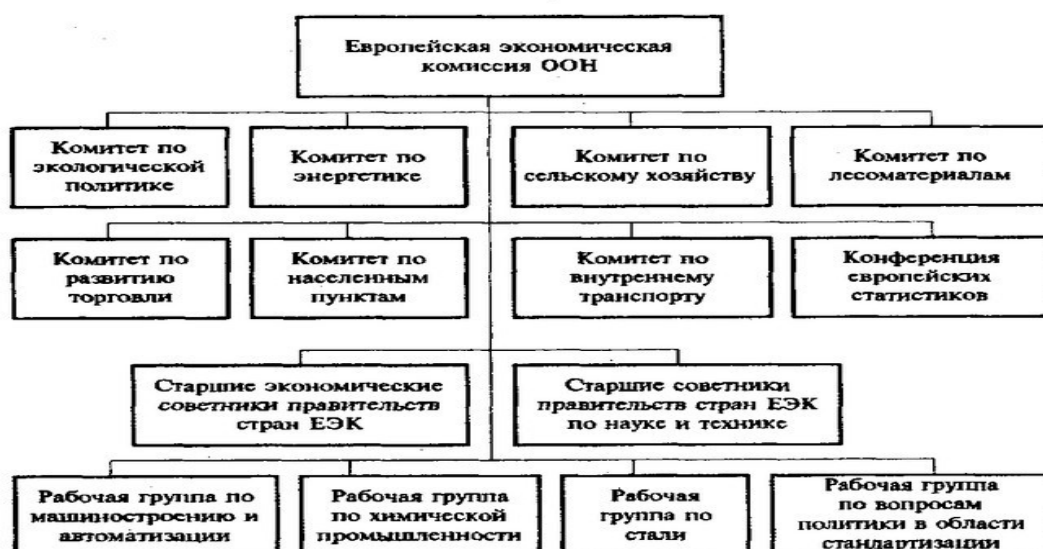 Европейская экономическая
комиссия ООН
Комитет по
экологической
политике
Комитет по
энергетике
Комитет по
сельскому хозяйству
Комитет по
лесоматериалам
Комитет по
развитию
торговли
Комитет по
населенным
пунктам
Комитет по
внутреннему
транспорту
Конференция
европейских
статистиков
Старшие экономические
советники правительств
стран ЕЭК
Старшие советники
правительств стран ЕЭК
по науке и технике
Рабочая группа по
машиностроению и
автоматизации
Рабочая группа
по химической
промышленности
Рабочая
группа по
стали
Рабочая группа
по вопросам
политики в области
стандартизации